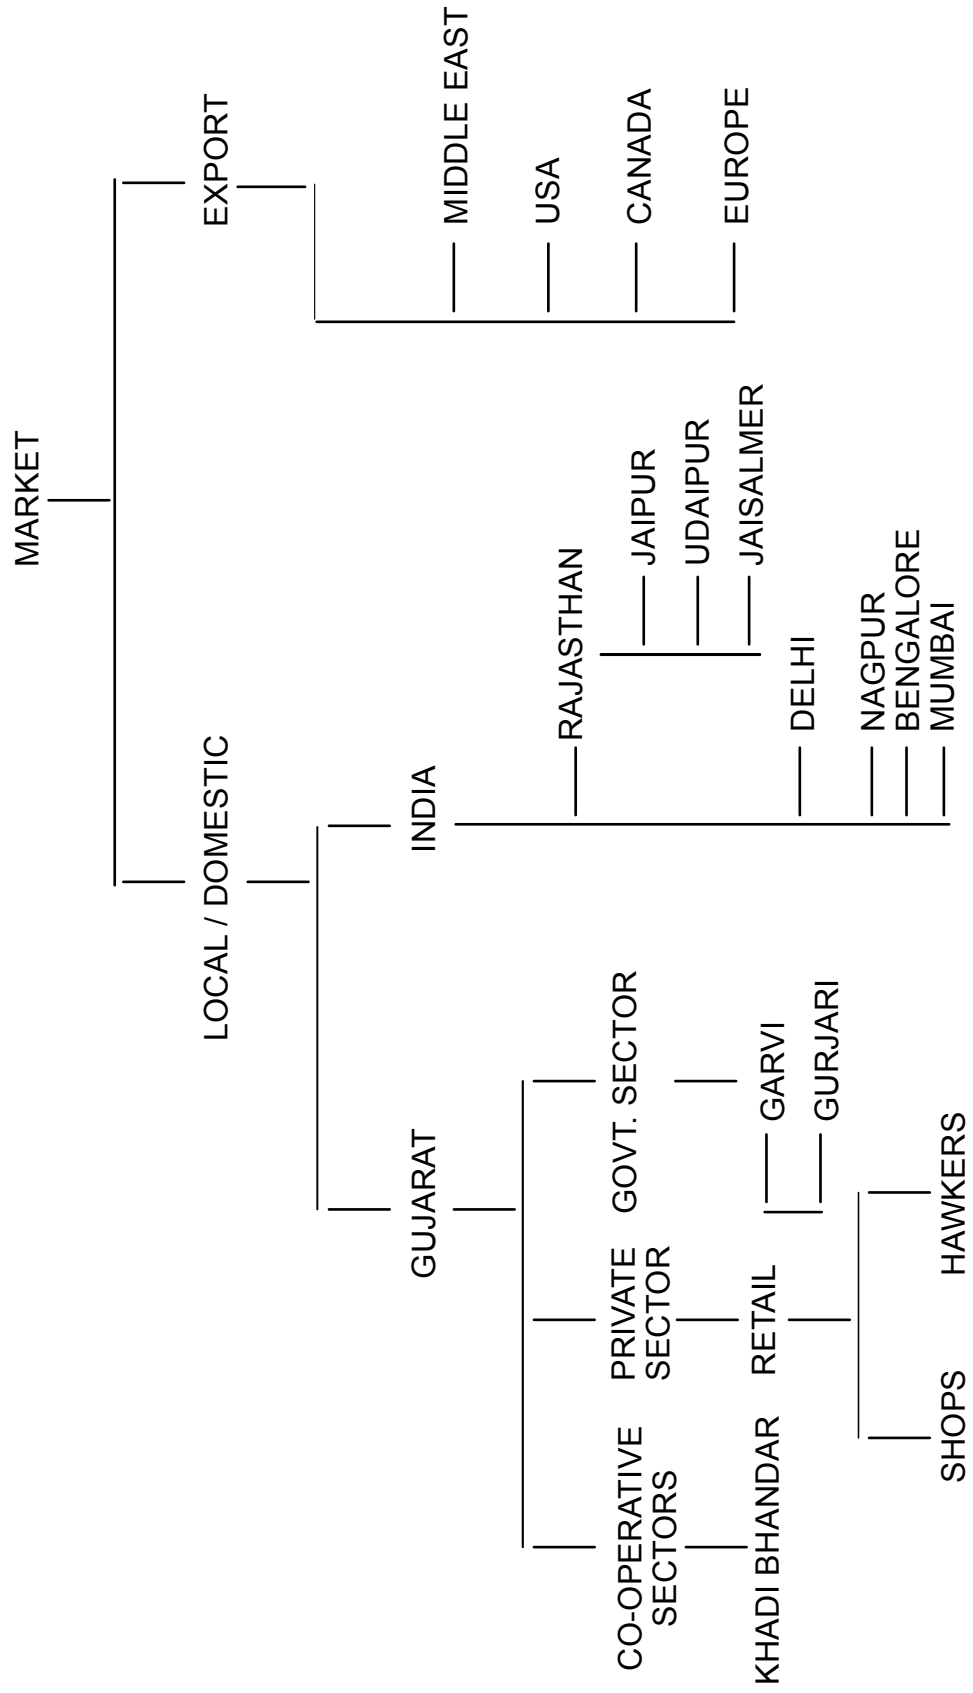 MARKET
LOCAL / DOMESTIC
EXPORT
GUJARAT
INDIA
MIDDLE EAST
USA
CANADA
EUROPE
CO-OPERATIVE
SECTORS
PRIVATE
SECTOR
GOVT. SECTOR
RAJASTHAN
JAIPUR
UDAIPUR
JAISALMER
KHADI BHANDAR
RETAIL
GARVI
GURJARI
DELHI
NAGPUR
BENGALORE
MUMBAI
SHOPS
HAWKERS